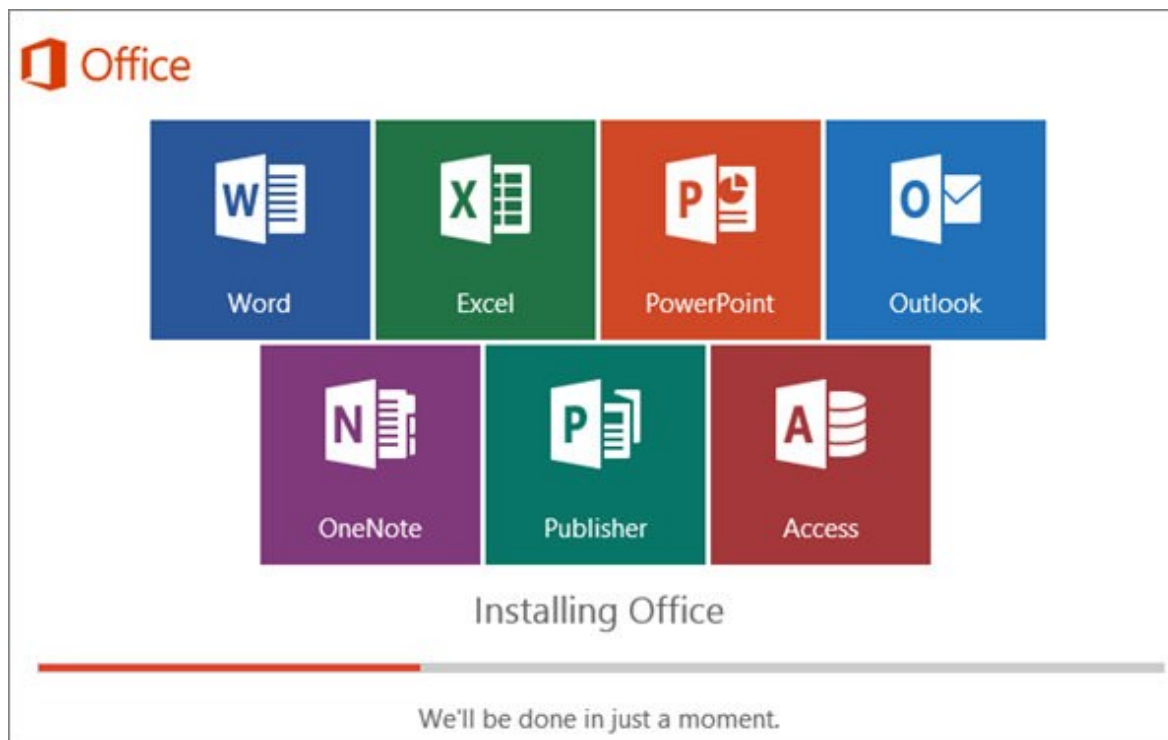 Office
W X P O
Word Excel PowerPoint Outlook
N P A
OneNote Publisher Access
Installing Office
We'll be done in just a moment.